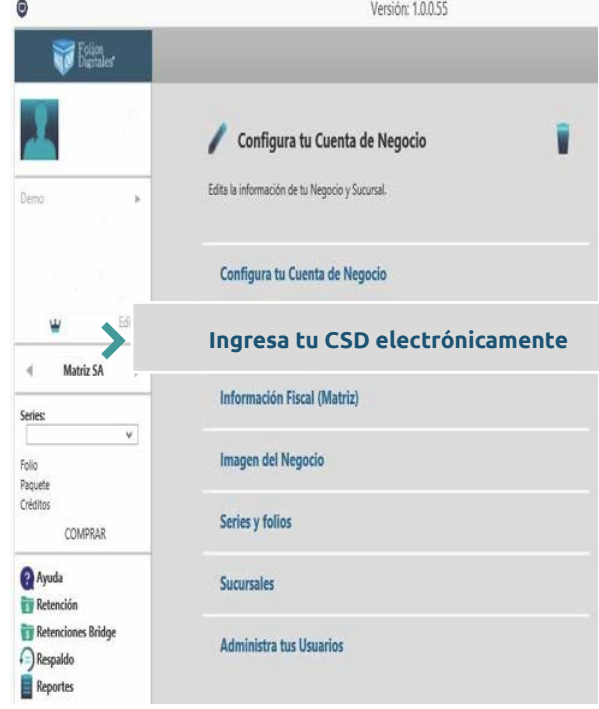 Versión: 1.0.0.55
Folios
Digitales®
Configura tu Cuenta de Negocio
Edita la información de tu Negocio y Sucursal.
Demo
Configura tu Cuenta de Negocio
Ingresa tu CSD electrónicamente
Matriz SA
Información Fiscal (Matriz)
Series:
Imagen del Negocio
Folio
Paquete
Créditos
Series y folios
COMPRAR
Sucursales
Ayuda
Retención
Retenciones Bridge
Administra tus Usuarios
Respaldo
Reportes